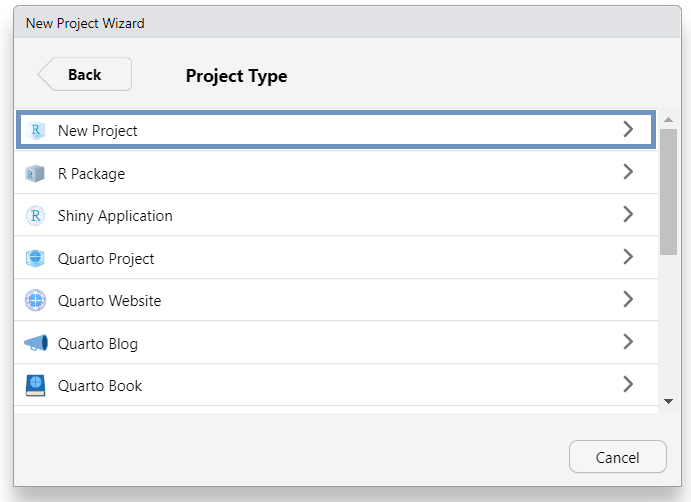 New Project Wizard
Back
Project Type
R New Project
R R Package
R Shiny Application
Quarto Project
Quarto Website
Quarto Blog
Quarto Book
Cancel